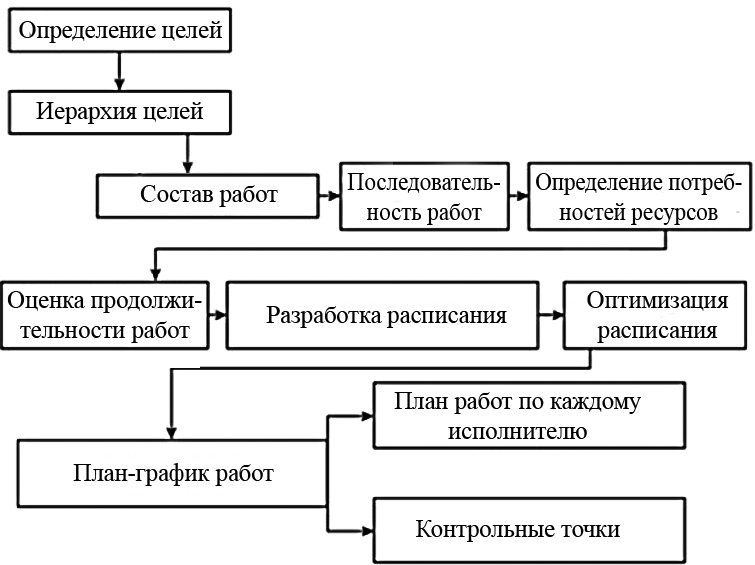 Определение целей
Иерархия целей
Состав работ
Последователь-
ность работ
Определение потреб-
ностей ресурсов
Оценка продолжи-
тельности работ
Разработка расписания
Оптимизация
расписания
План работ по каждому
исполнителю
План-график работ
Контрольные точки